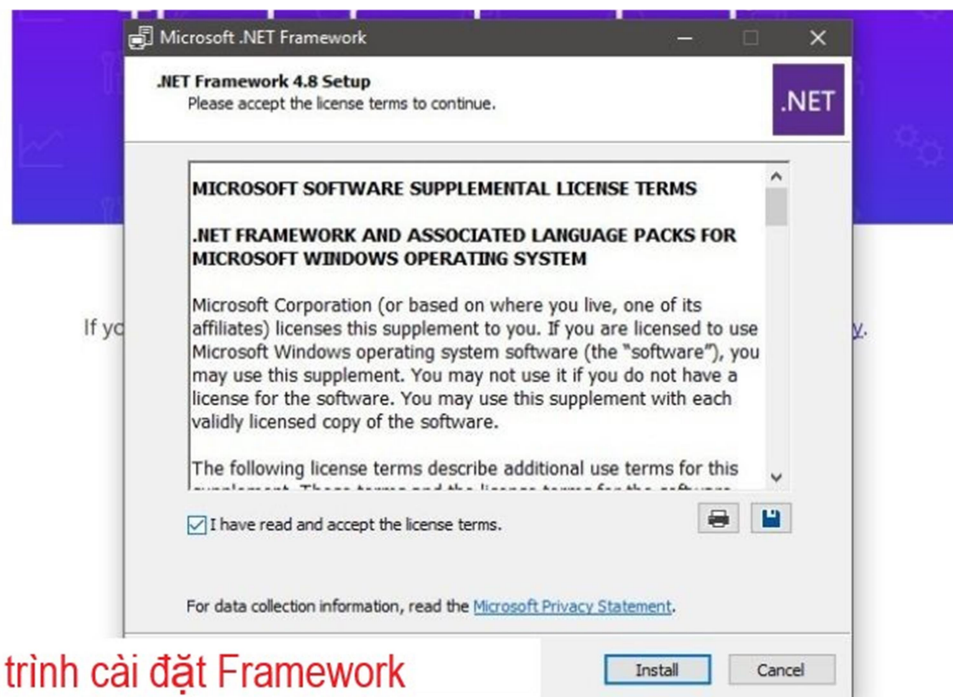 Microsoft .NET Framework
.NET Framework 4.8 Setup
Please accept the license terms to continue.
.NET
MICROSOFT SOFTWARE SUPPLEMENTAL LICENSE TERMS
.NET FRAMEWORK AND ASSOCIATED LANGUAGE PACKS FOR
MICROSOFT WINDOWS OPERATING SYSTEM
Microsoft Corporation (or based on where you live, one of its
affiliates) licenses this supplement to you. If you are licensed to use
Microsoft Windows operating system software (the “software”), you
may use this supplement. You may not use it if you do not have a
license for the software. You may use this supplement with each
validly licensed copy of the software.
The following license terms describe additional use terms for this
If yo
y.
I have read and accept the license terms.
For data collection information, read the Microsoft Privacy Statement.
trình cài đặt Framework
Install
Cancel